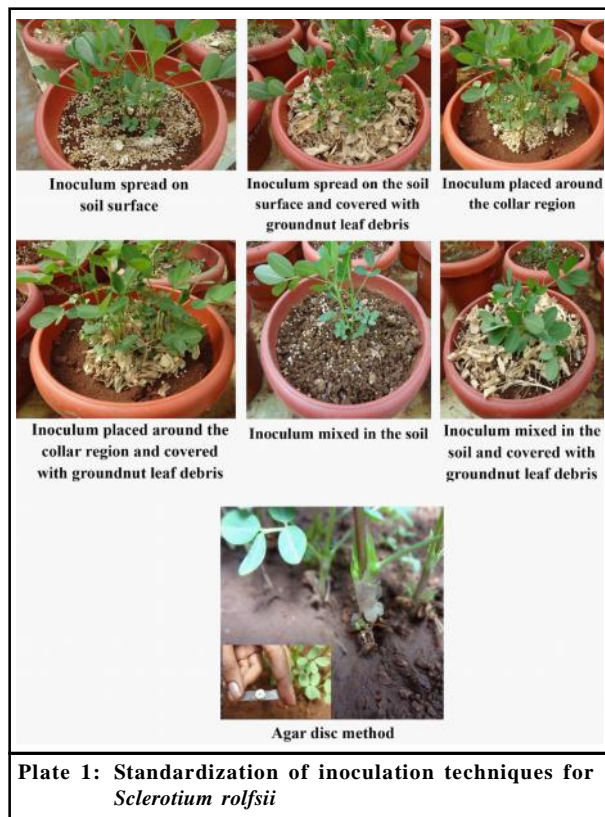 Inoculum spread on
soil surface
Inoculum spread on the soil
surface and covered with
groundnut leaf debris
Inoculum placed around
the collar region
Inoculum placed around the
collar region and covered
with groundnut leaf debris
Inoculum mixed in the soil
Inoculum mixed in the
soil and covered with
groundnut leaf debris
Agar disc method
Plate 1: Standardization of inoculation techniques for
Sclerotium rolfsii